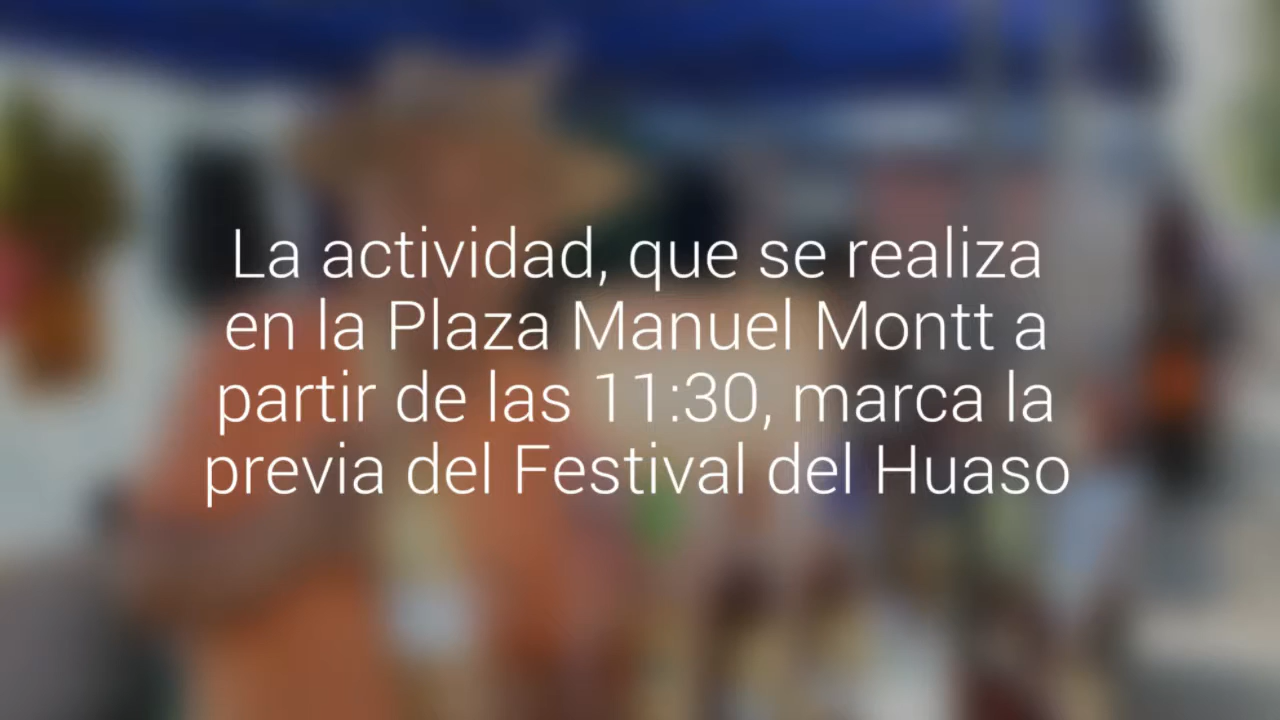 La actividad, que se realiza
en la Plaza Manuel Montt a
partir de las 11:30, marca la
previa del Festival del Huaso